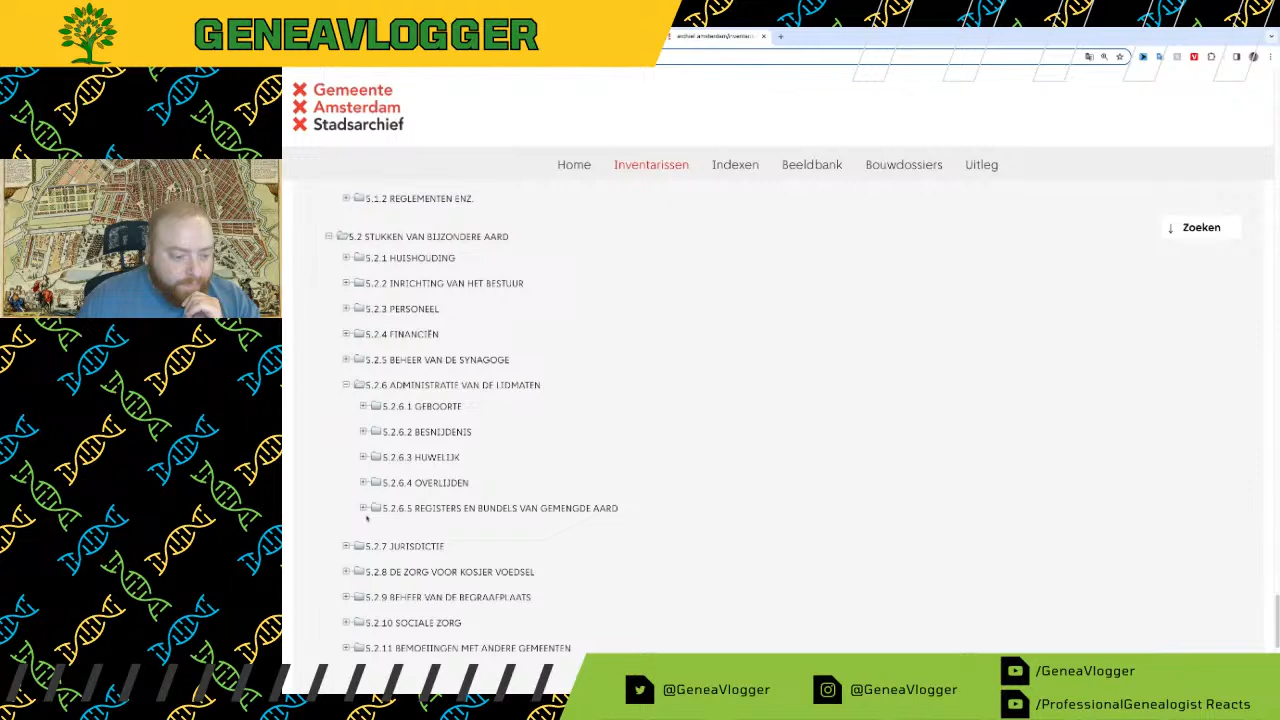 GENEAVLOGGER
Gemeente
Amsterdam
Stadsarchief
Home Inventarissen Indexen Beeldbank Bouwdossiers Uitleg
5.1.2 REGLEMENTEN ENZ.
↓ Zoeken
5.2 STUKKEN VAN BIJZONDERE AARD
5.2.1 HUISHOUDING
5.2.2 INRICHTING VAN HET BESTUUR
5.2.3 PERSONEEL
5.2.4 FINANCIËN
5.2.5 BEHEER VAN DE SYNAGOGE
5.2.6 ADMINISTRATIE VAN DE LIDMATEN
5.2.6.1 GEBOORTE
5.2.6.2 BESNIJDENIS
5.2.6.3 HUWELIJK
5.2.6.4 OVERLIJDEN
5.2.6.5 REGISTERS EN BUNDELS VAN GEMENGDE AARD
5.2.7 JURISDICTIE
5.2.8 DE ZORG VOOR KOSJER VOEDSEL
5.2.9 BEHEER VAN DE BEGRAAFPLAATS
5.2.10 SOCIALE ZORG
5.2.11 BEMOEIINGEN MET ANDERE GEMEENTEN
@GeneaVlogger
@GeneaVlogger
/GeneaVlogger
/ProfessionalGenealogist Reacts